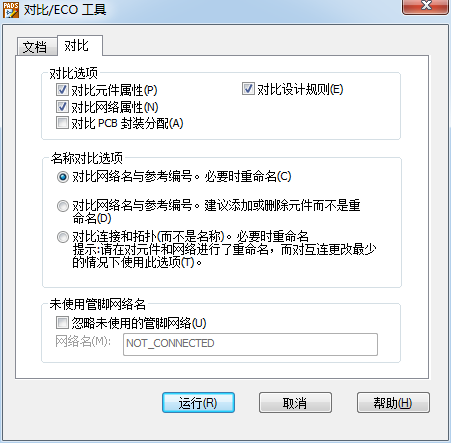 PADS
对比/ECO 工具
文档
对比
对比选项
对比元件属性(P)
对比设计规则(E)
对比网络属性(N)
对比 PCB 封装分配(A)
名称对比选项
对比网络名与参考编号。必要时重命名(C)
对比网络名与参考编号。建议添加或删除元件而不是重
命名(D)
对比连接和拓扑(而不是名称)。必要时重命名
提示:请在对元件和网络进行了重命名，而对互连更改最少
的情况下使用此选项(T)。
未使用管脚网络名
忽略未使用的管脚网络(U)
网络名(M):
NOT_CONNECTED
运行(R)
取消
帮助(H)